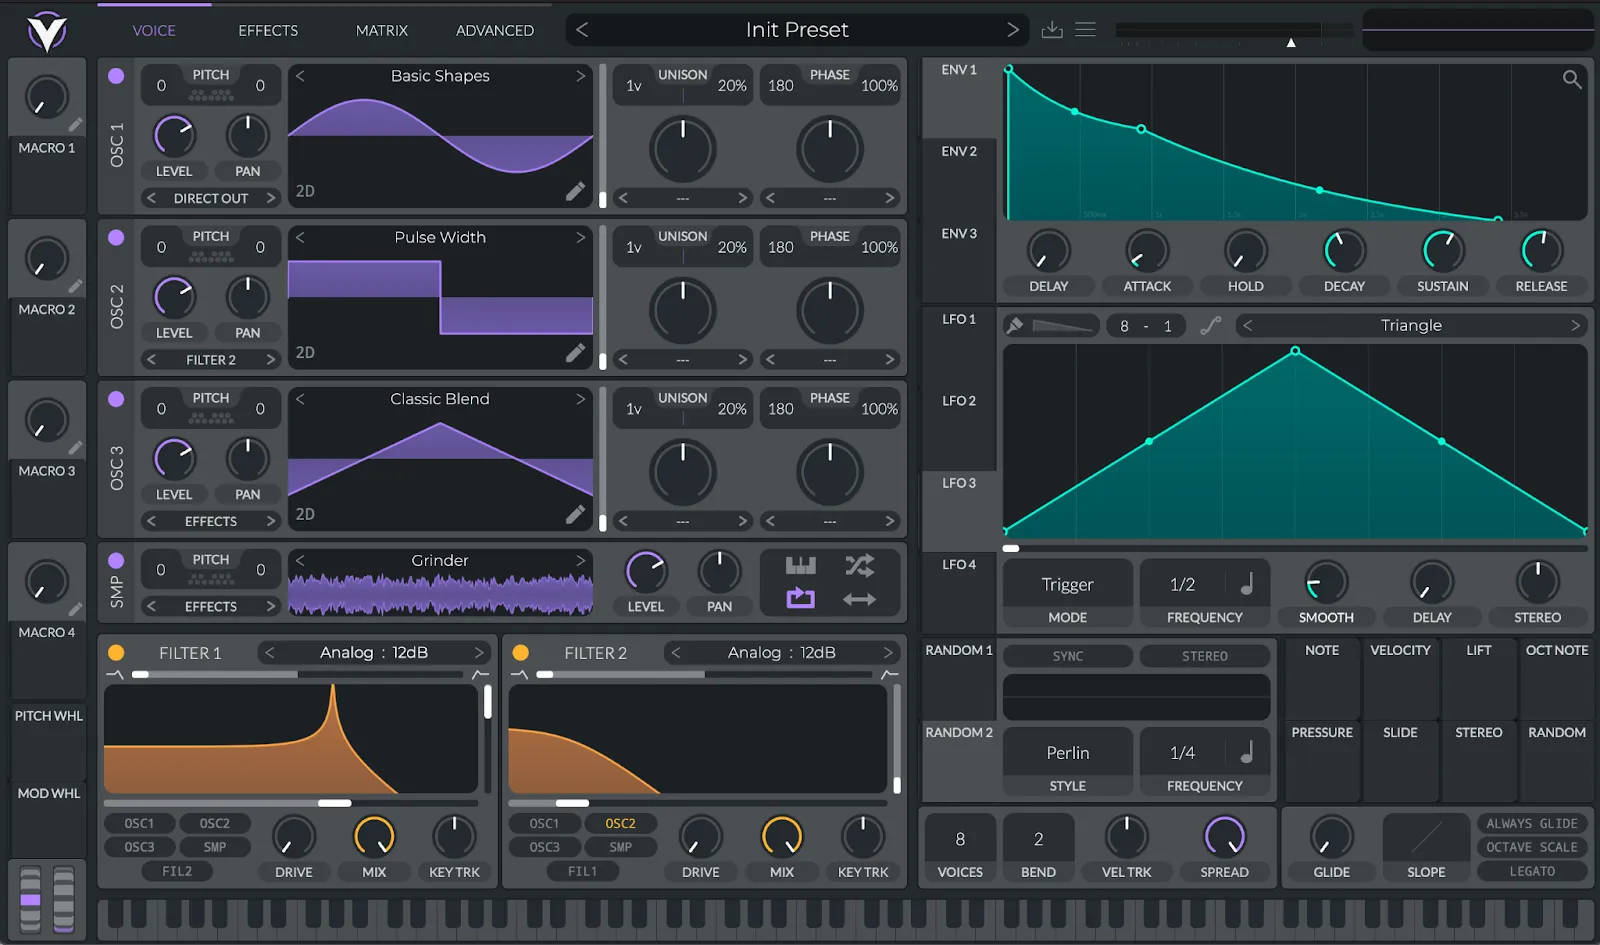 VOICE EFFECTS MATRIX ADVANCED < Init Preset >
MACRO 1
MACRO 2
MACRO 3
MACRO 4
PITCH WHL
MOD WHL
OSC 1
0 PITCH 0
LEVEL PAN
< DIRECT OUT >
< Basic Shapes >
2D
1v UNISON 20%
180 PHASE 100%
< --- > < --- >
OSC 2
0 PITCH 0
LEVEL PAN
< FILTER 2 >
< Pulse Width >
2D
1v UNISON 20%
180 PHASE 100%
< --- > < --- >
OSC 3
0 PITCH 0
LEVEL PAN
< EFFECTS >
< Classic Blend >
2D
1v UNISON 20%
180 PHASE 100%
< --- > < --- >
SMP
0 PITCH 0
< EFFECTS >
< Grinder >
LEVEL PAN
FILTER 1 < Analog : 12dB >
OSC1 OSC2
OSC3 SMP
FIL2
DRIVE MIX KEY TRK
FILTER 2 < Analog : 12dB >
OSC1 OSC2
OSC3 SMP
FIL1
DRIVE MIX KEY TRK
ENV 1
ENV 2
ENV 3
DELAY ATTACK HOLD DECAY SUSTAIN RELEASE
LFO 1
LFO 2
LFO 3
LFO 4
8 - 1 < Triangle >
Trigger
MODE
1/2
FREQUENCY
SMOOTH DELAY STEREO
RANDOM 1
RANDOM 2
SYNC STEREO
Perlin
STYLE
1/4
FREQUENCY
NOTE VELOCITY LIFT OCT NOTE
PRESSURE SLIDE STEREO RANDOM
8
VOICES
2
BEND
VEL TRK SPREAD
GLIDE SLOPE
ALWAYS GLIDE
OCTAVE SCALE
LEGATO